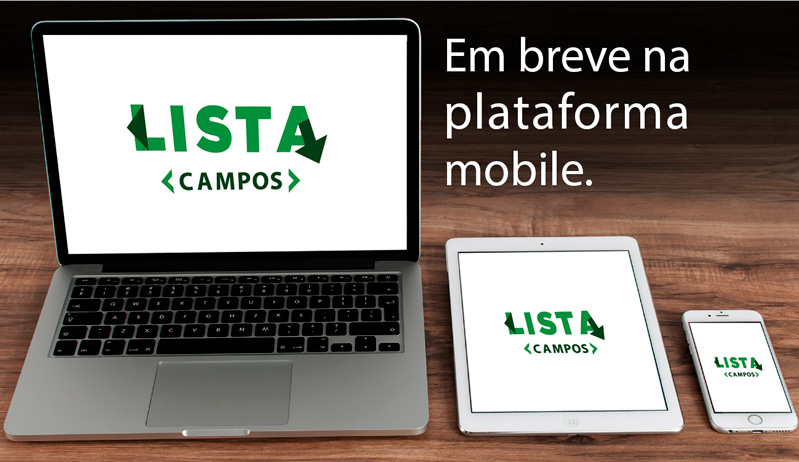 LISTA
<CAMPOS>
Em breve na
plataforma
mobile.
LISTA
<CAMPOS>
LISTA
<CAMPOS>